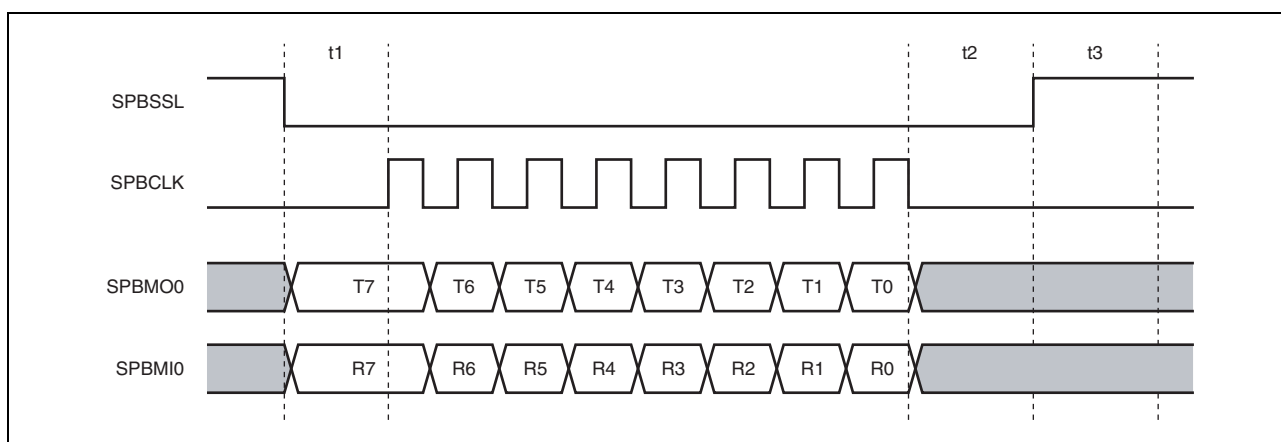 t1 t2 t3
SPBSSL
SPBCLK
SPBMO0 T7 T6 T5 T4 T3 T2 T1 T0
SPBMI0 R7 R6 R5 R4 R3 R2 R1 R0